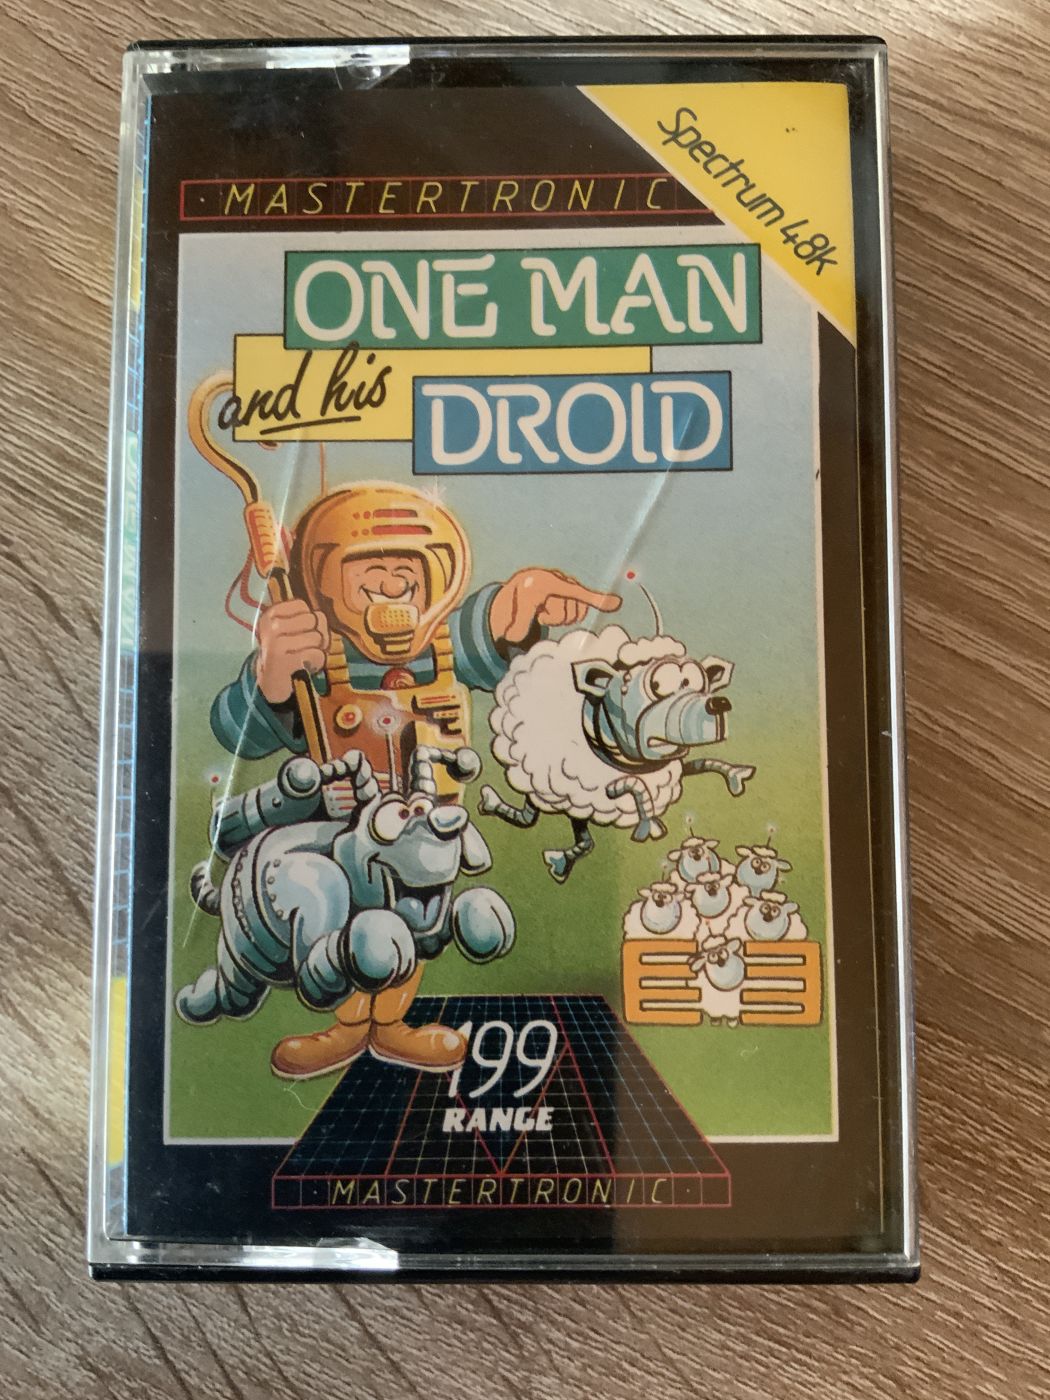 Spectrum 48k
MASTERTRONIC
ONE MAN
and his
DROID
199
RANGE
MASTERTRONIC